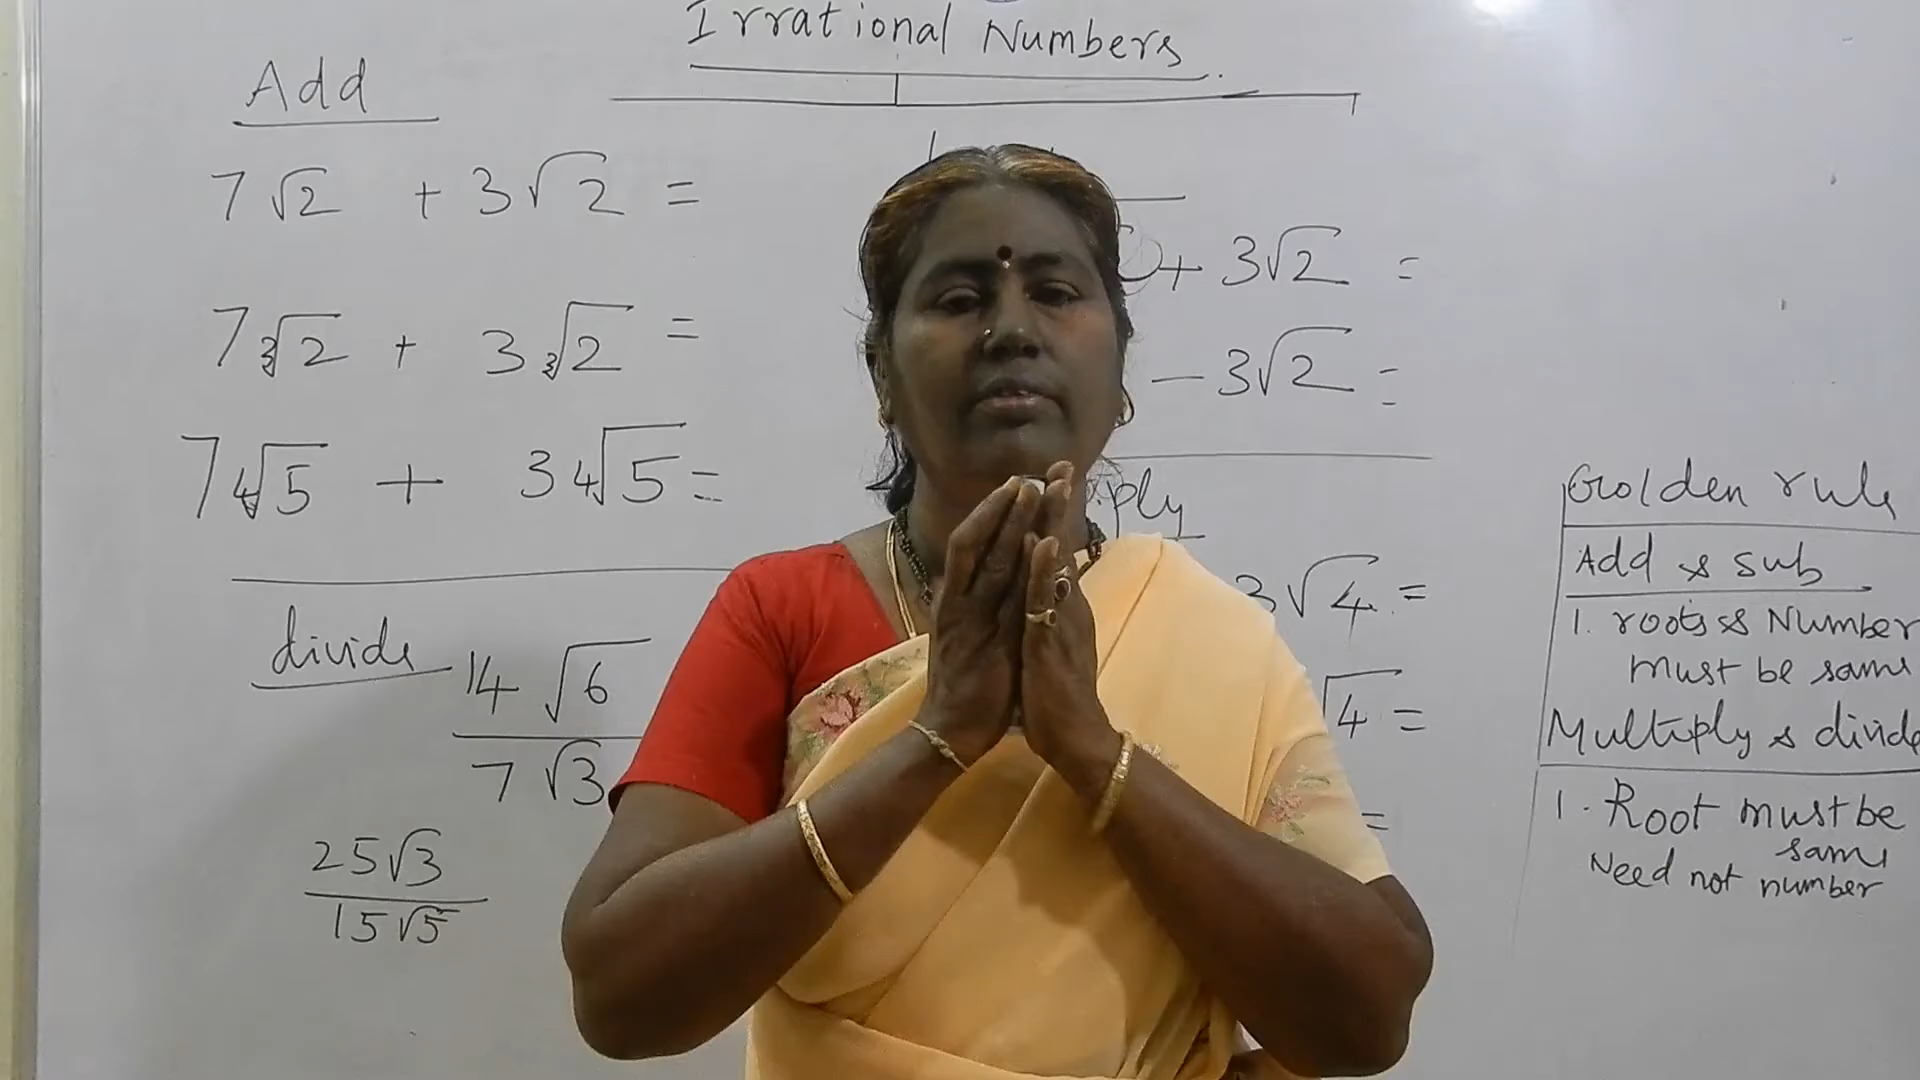 Irrational Numbers
Add
7√2 + 3√2 =
7∛2 + 3∛2 =
7∜5 + 3∜5 =
divide
14√6
7√3
25√3
15√5
+ 3√2 =
− 3√2 =
3√4 =
√4 =
=
Golden rule
Add & sub
1. roots & Number
must be same
Multiply & divide
1. Root must be
same
Need not number